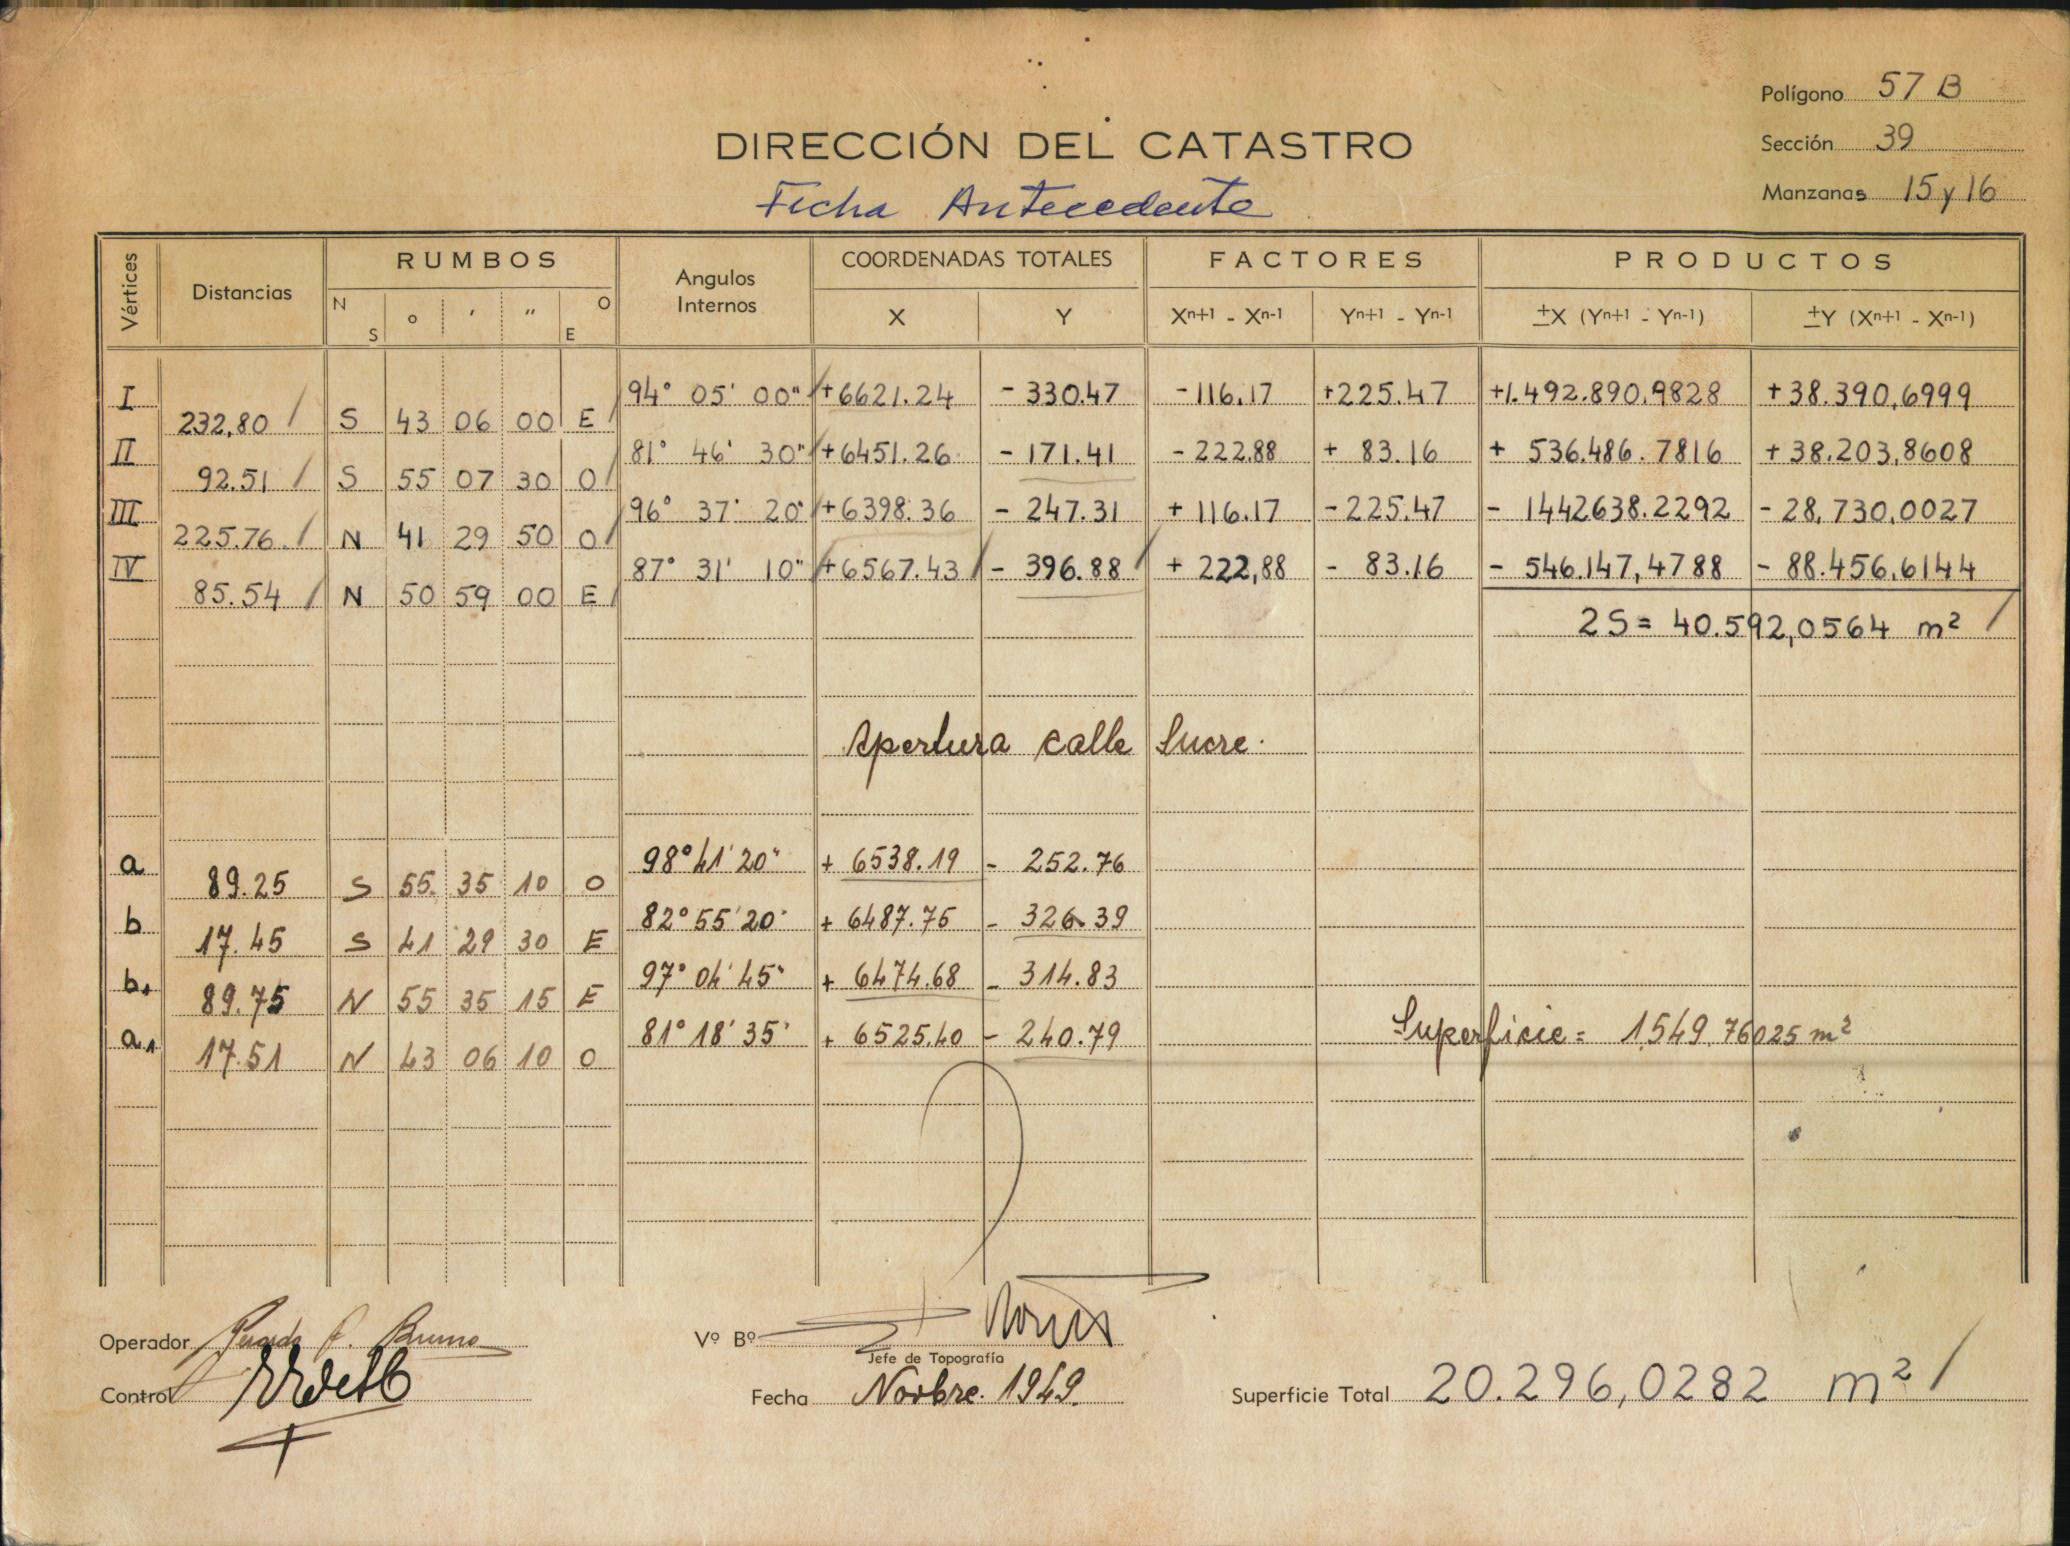 Polígono 57 B
DIRECCIÓN DEL CATASTRO
Sección 39
Ficha Antecedente
Manzanas 15 y 16
Vértices Distancias RUMBOS Angulos Internos COORDENADAS TOTALES FACTORES PRODUCTOS
N S ° ' " O E X Y Xⁿ⁺¹ - Xⁿ⁻¹ Yⁿ⁺¹ - Yⁿ⁻¹ ±X (Yⁿ⁺¹ - Yⁿ⁻¹) ±Y (Xⁿ⁺¹ - Xⁿ⁻¹)
I 94° 05' 00" +6621.24 - 330.47 -116.17 +225.47 +1.492.890,9828 +38.390,6999
232,80 S 43 06 00 E
II 81° 46' 30" +6451.26 - 171.41 - 222.88 + 83.16 + 536.486.7816 +38.203,8608
92.51 S 55 07 30 O
III 96° 37' 20" +6398.36 - 247.31 + 116.17 -225.47 - 1442638.2292 -28,730,0027
225.76 N 41 29 50 O
IV 87° 31' 10" +6567.43 - 396.88 + 222,88 - 83.16 - 546.147,4788 - 88.456,6144
85.54 N 50 59 00 E
2 S = 40.592,0564 m²
Apertura calle Sucre.
a 98° 41' 20" + 6538.19 - 252.76
89.25 S 55 35 10 O
b 82° 55' 20" + 6487.75 - 326.39
17.45 S 41 29 30 E
b₁ 97° 04' 45" + 6474.68 - 314.83
89.75 N 55 35 15 E
a₁ 81° 18' 35" + 6525.40 - 240.79 Superficie = 1.549.76025 m²
17.51 N 43 06 10 O
Operador Bruno Vº Bº
Jefe de Topografía
Control Fecha Novbre. 1949. Superficie Total 20.296,0282 m²